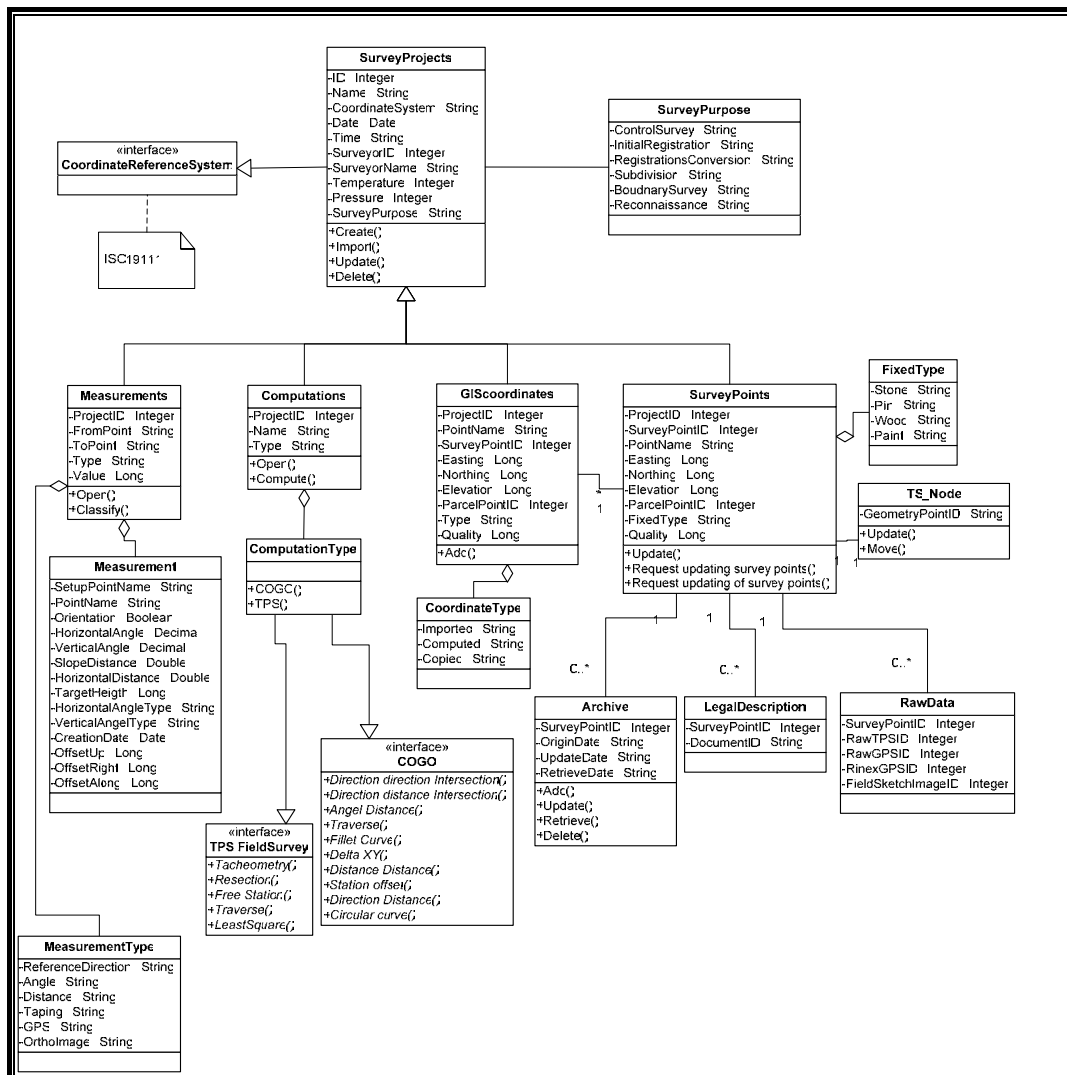 SurveyProjects
-ID Integer
-Name String
-CoordinateSystem String
-Date Date
-Time String
-SurveyorID Integer
-SurveyorName String
-Temperature Integer
-Pressure Integer
-SurveyPurpose String
+Create()
+Import()
+Update()
+Delete()
SurveyPurpose
-ControlSurvey String
-InitialRegistration String
-RegistrationsConversion String
-Subdivision String
-BoudnarySurvey String
-Reconnaissance String
«interface»
CoordinateReferenceSystem
ISO19111
Measurements
-ProjectID Integer
-FromPoint String
-ToPoint String
-Type String
-Value Long
+Open()
+Classify()
Computations
-ProjectID Integer
-Name String
-Type String
+Open()
+Compute()
GIScoordinates
-ProjectID Integer
-PointName String
-SurveyPointID Integer
-Easting Long
-Northing Long
-Elevation Long
-ParcelPointID Integer
-Type String
-Quality Long
+Add()
*
1
SurveyPoints
-ProjectID Integer
-SurveyPointID Integer
-PointName String
-Easting Long
-Northing Long
-Elevation Long
-ParcelPointID Integer
-FixedType String
-Quality Long
+Update()
+Request updating survey points()
+Request updating of survey points()
FixedType
-Stone String
-Pin String
-Wood String
-Paint String
TS_Node
-GeometryPointID String
+Update()
+Move()
1
1
Measurement
-SetupPointName String
-PointName String
-Orientation Boolean
-HorizontalAngle Decimal
-VerticalAngle Decimal
-SlopeDistance Double
-HorizontalDistance Double
-TargetHeigth Long
-HorizontalAngleType String
-VerticalAngelType String
-CreationDate Date
-OffsetUp Long
-OffsetRight Long
-OffsetAlong Long
ComputationType
+COGO()
+TPS()
CoordinateType
-Imported String
-Computed String
-Copied String
1
1
1
0..*
0..*
0..*
Archive
-SurveyPointID Integer
-OriginDate String
-UpdateDate String
-RetrieveDate String
+Add()
+Update()
+Retrieve()
+Delete()
LegalDescription
-SurveyPointID Integer
-DocumentID String
RawData
-SurveyPointID Integer
-RawTPSID Integer
-RawGPSID Integer
-RinexGPSID Integer
-FieldSketchImageID Integer
«interface»
COGO
+Direction direction Intersection()
+Direction distance Intersection()
+Angel Distance()
+Traverse()
+Fillet Curve()
+Delta XY()
+Distance Distance()
+Station offset()
+Direction Distance()
+Circular curve()
«interface»
TPS FieldSurvey
+Tacheometry()
+Resection()
+Free Station()
+Traverse()
+LeastSquare()
MeasurementType
-ReferenceDirection String
-Angle String
-Distance String
-Taping String
-GPS String
-OrthoImage String